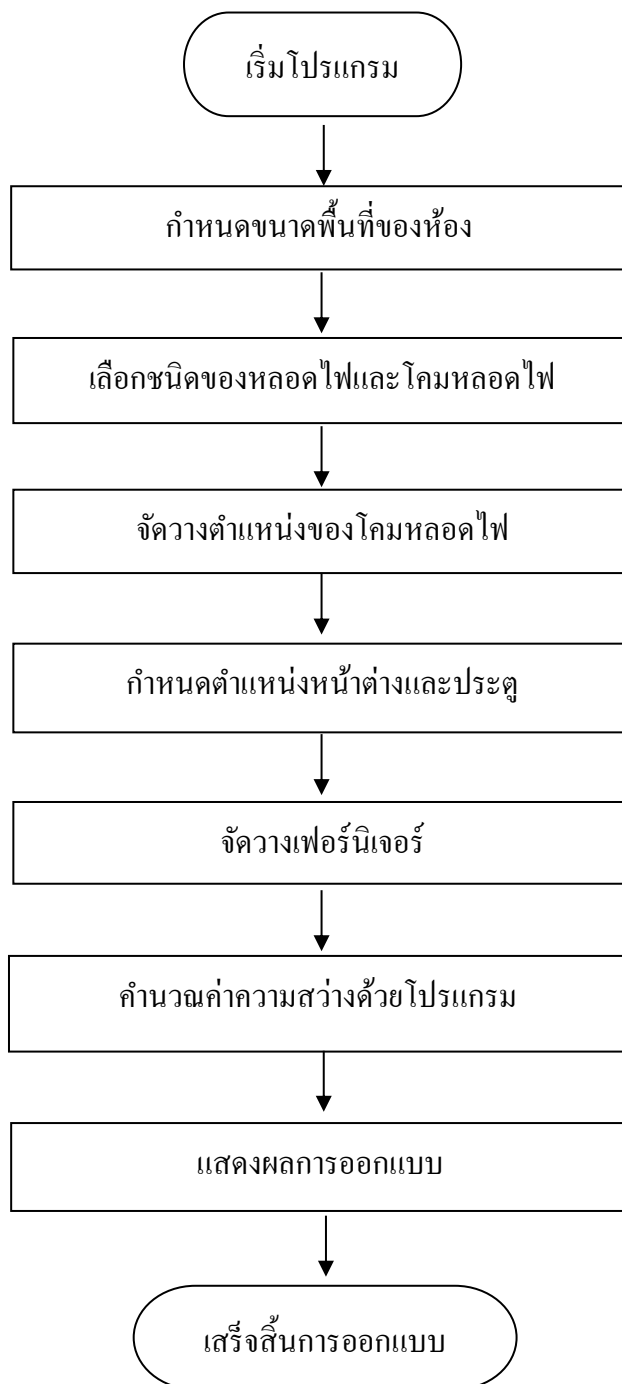 เริ่มโปรแกรม
กำหนดขนาดพื้นที่ของห้อง
เลือกชนิดของหลอดไฟและโคมหลอดไฟ
จัดวางตำแหน่งของโคมหลอดไฟ
กำหนดตำแหน่งหน้าต่างและประตู
จัดวางเฟอร์นิเจอร์
คำนวณค่าความสว่างด้วยโปรแกรม
แสดงผลการออกแบบ
เสร็จสิ้นการออกแบบ